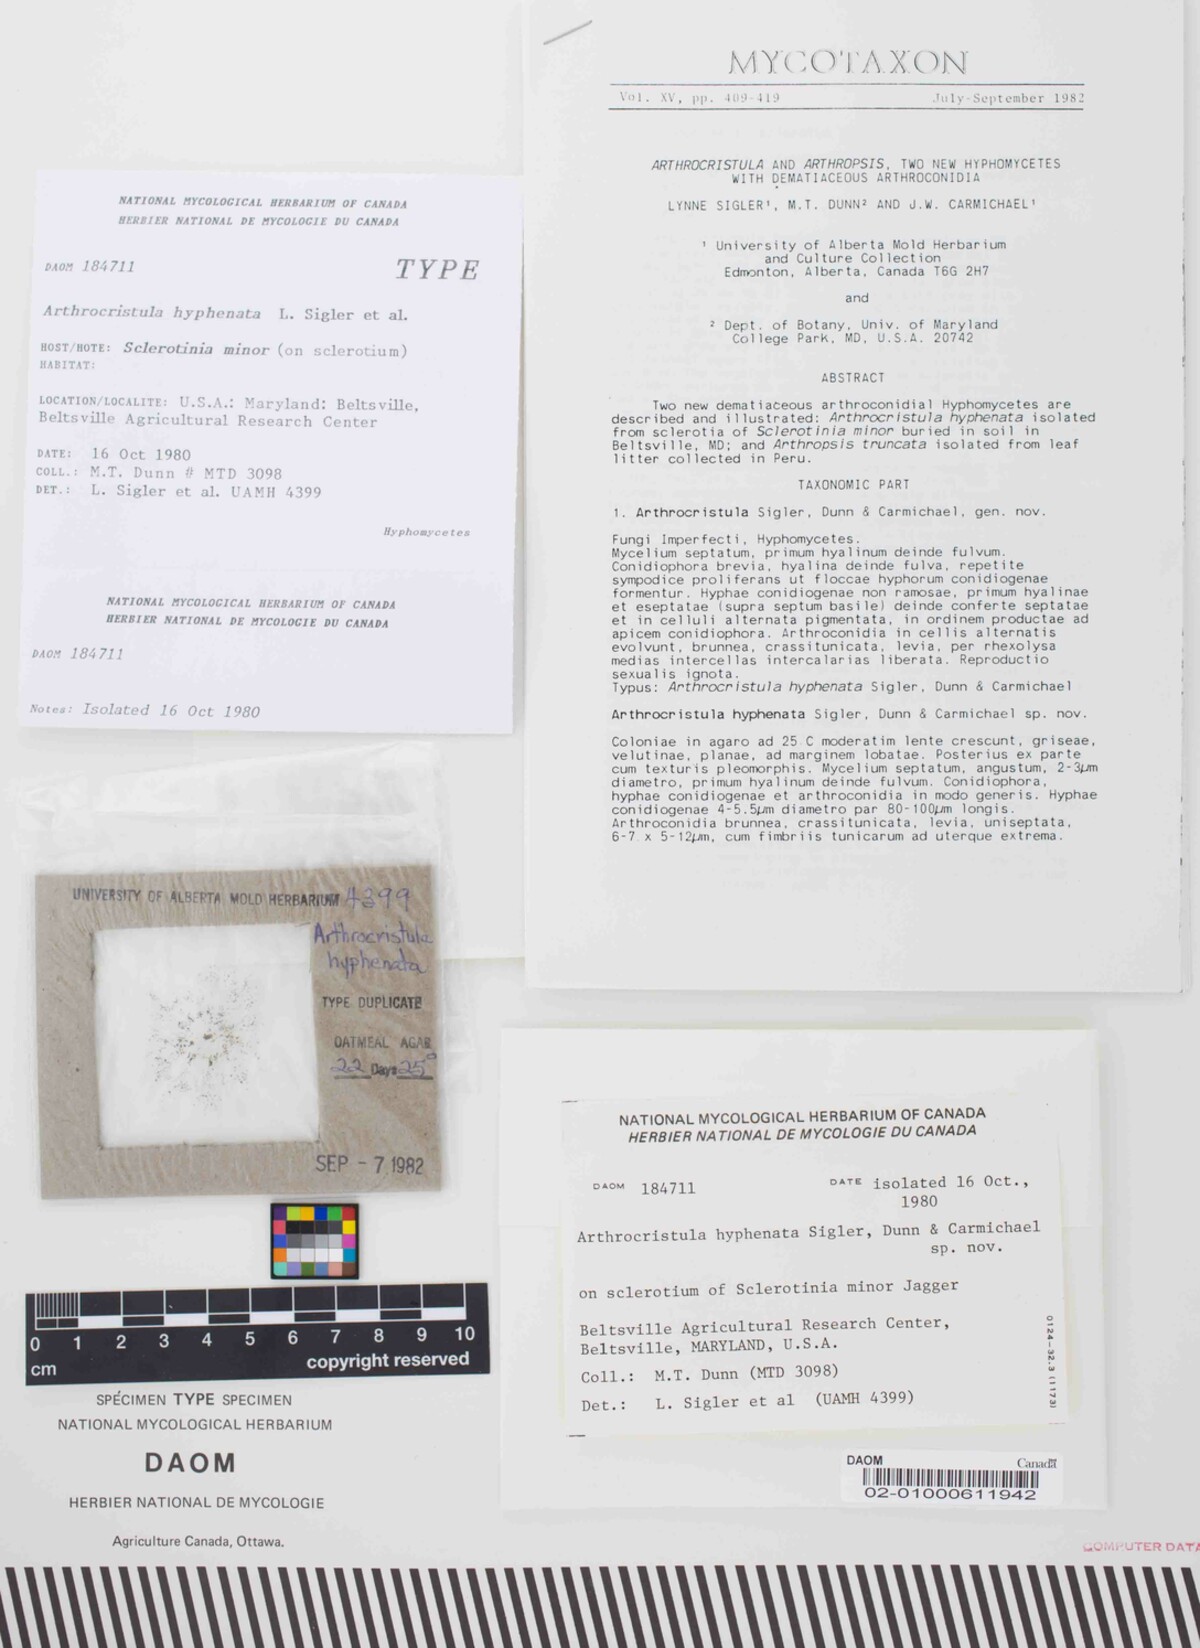 MYCOTAXON
Vol. XV, pp. 409-419 July-September 1982
ARTHROCRISTULA AND ARTHROPSIS, TWO NEW HYPHOMYCETES
WITH DEMATIACEOUS ARTHROCONIDIA
LYNNE SIGLER¹, M.T. DUNN² AND J.W. CARMICHAEL¹
¹ University of Alberta Mold Herbarium
and Culture Collection
Edmonton, Alberta, Canada T6G 2H7
and
² Dept. of Botany, Univ. of Maryland
College Park, MD, U.S.A. 20742
ABSTRACT
Two new dematiaceous arthroconidial Hyphomycetes are
described and illustrated: Arthrocristula hyphenata isolated
from sclerotia of Sclerotinia minor buried in soil in
Beltsville, MD; and Arthropsis truncata isolated from leaf
litter collected in Peru.
TAXONOMIC PART
1. Arthrocristula Sigler, Dunn & Carmichael, gen. nov.
Fungi Imperfecti, Hyphomycetes.
Mycelium septatum, primum hyalinum deinde fulvum.
Conidiophora brevia, hyalina deinde fulva, repetite
sympodice proliferans ut floccae hyphorum conidiogenae
formentur. Hyphae conidiogenae non ramosae, primum hyalinae
et eseptatae (supra septum basile) deinde conferte septatae
et in celluli alternata pigmentata, in ordinem productae ad
apicem conidiophora. Arthroconidia in cellis alternatis
evolvunt, brunnea, crassitunicata, levia, per rhexolysa
medias intercellas intercalarias liberata. Reproductio
sexualis ignota.
Typus: Arthrocristula hyphenata Sigler, Dunn & Carmichael
Arthrocristula hyphenata Sigler, Dunn & Carmichael sp. nov.
Coloniae in agaro ad 25 C moderatim lente crescunt, griseae,
velutinae, planae, ad marginem lobatae. Posterius ex parte
cum texturis pleomorphis. Mycelium septatum, angustum, 2-3µm
diametro, primum hyalinum deinde fulvum. Conidiophora,
hyphae conidiogenae et arthroconidia in modo generis. Hyphae
conidiogenae 4-5.5µm diametro par 80-100µm longis.
Arthroconidia brunnea, crassitunicata, levia, uniseptata,
6-7 x 5-12µm, cum fimbriis tunicarum ad uterque extrema.
NATIONAL MYCOLOGICAL HERBARIUM OF CANADA
HERBIER NATIONAL DE MYCOLOGIE DU CANADA
DAOM 184711 TYPE
Arthrocristula hyphenata L. Sigler et al.
HOST/HOTE: Sclerotinia minor (on sclerotium)
HABITAT:
LOCATION/LOCALITE: U.S.A.: Maryland: Beltsville,
Beltsville Agricultural Research Center
DATE: 16 Oct 1980
COLL.: M.T. Dunn # MTD 3098
DET.: L. Sigler et al. UAMH 4399
Hyphomycetes
NATIONAL MYCOLOGICAL HERBARIUM OF CANADA
HERBIER NATIONAL DE MYCOLOGIE DU CANADA
DAOM 184711
Notes: Isolated 16 Oct 1980
UNIVERSITY OF ALBERTA MOLD HERBARIUM 4399
Arthrocristula
hyphenata
TYPE DUPLICATE
OATMEAL AGAR
22 Days 25°
SEP - 7 1982
0 1 2 3 4 5 6 7 8 9 10
cm copyright reserved
SPÉCIMEN TYPE SPECIMEN
NATIONAL MYCOLOGICAL HERBARIUM
DAOM
HERBIER NATIONAL DE MYCOLOGIE
Agriculture Canada, Ottawa.
NATIONAL MYCOLOGICAL HERBARIUM OF CANADA
HERBIER NATIONAL DE MYCOLOGIE DU CANADA
DAOM 184711 DATE isolated 16 Oct.,
1980
Arthrocristula hyphenata Sigler, Dunn & Carmichael
sp. nov.
on sclerotium of Sclerotinia minor Jagger
Beltsville Agricultural Research Center,
Beltsville, MARYLAND, U.S.A.
Coll.: M.T. Dunn (MTD 3098)
Det.: L. Sigler et al (UAMH 4399)
0124-32.3 (1173)
DAOM Canada
02-01000611942
COMPUTER DATA